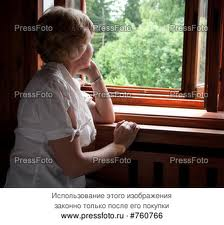 PressFoto PressFoto PressFoto
PressFoto PressFoto PressFoto
PressFoto PressFoto PressFoto
Использование этого изображения
законно только после его покупки
www.pressfoto.ru - #760766